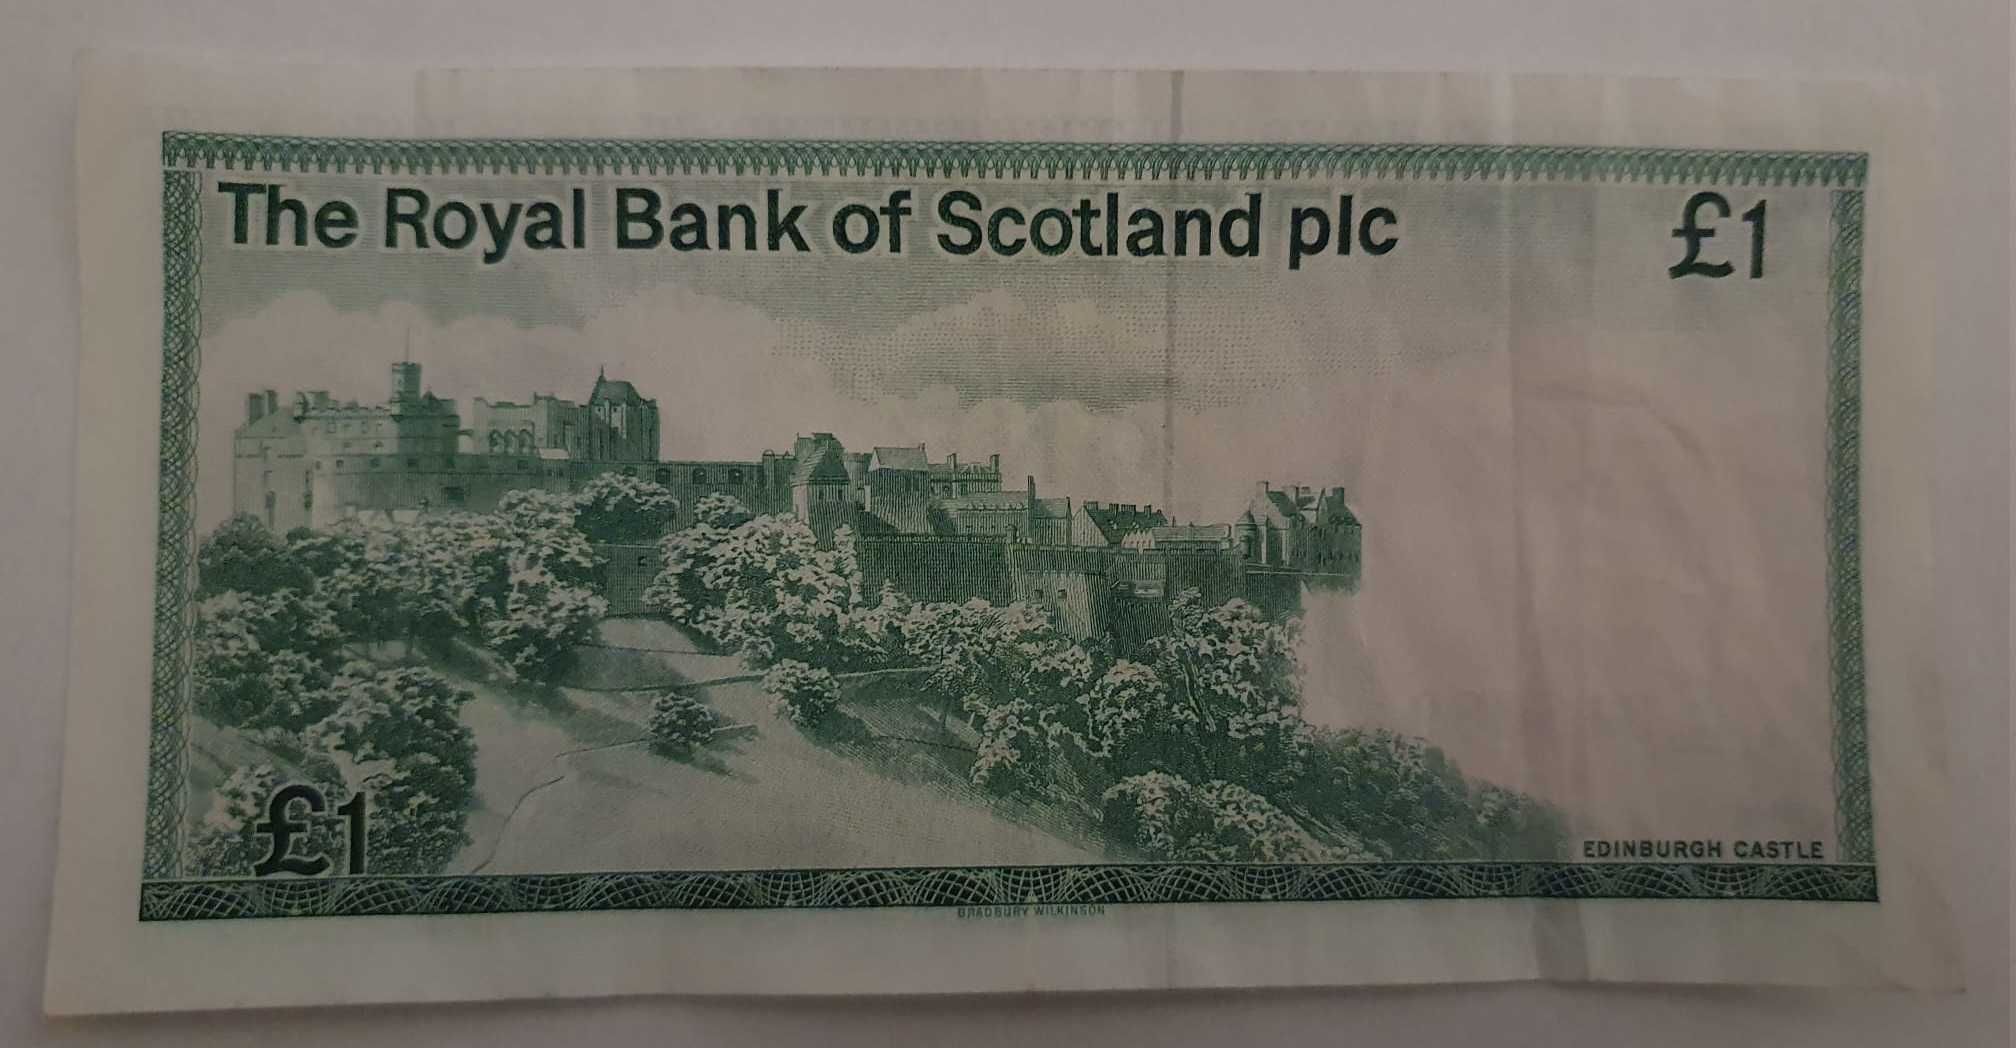 The Royal Bank of Scotland plc
£1
£1
EDINBURGH CASTLE
BRADBURY WILKINSON